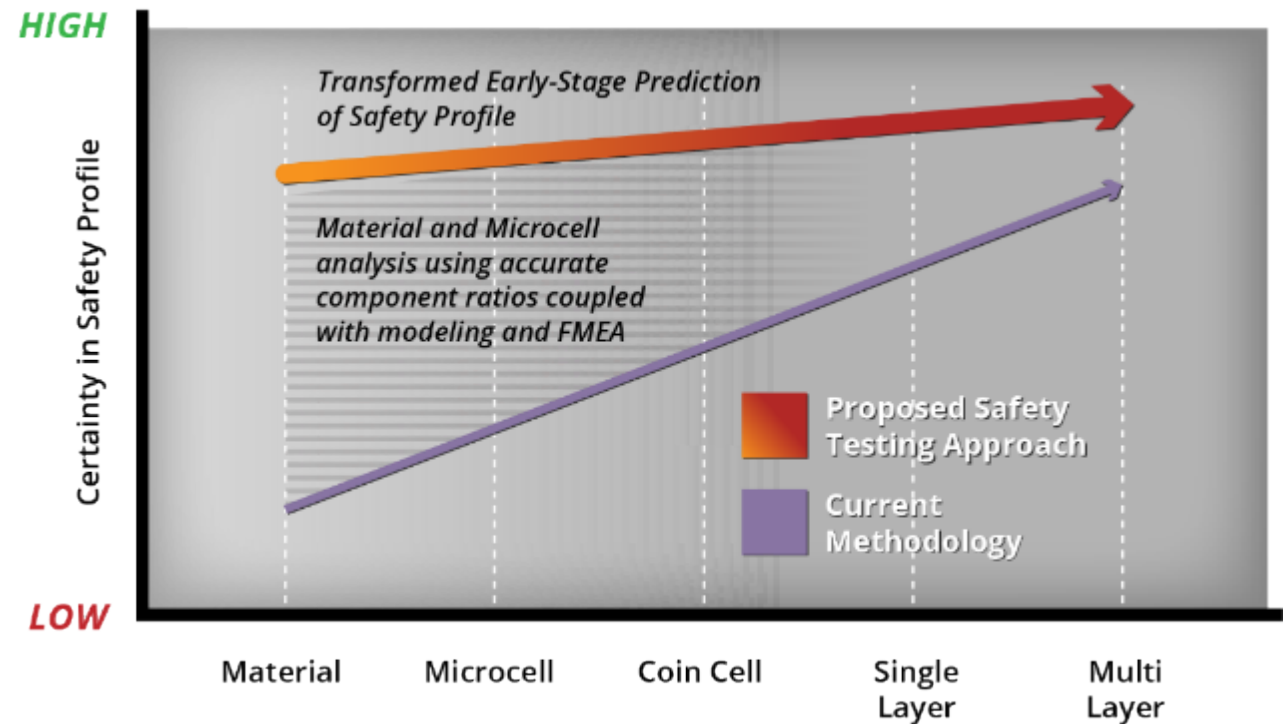 HIGH
Transformed Early-Stage Prediction
of Safety Profile
Certainty in Safety Profile
Material and Microcell
analysis using accurate
component ratios coupled
with modeling and FMEA
Proposed Safety
Testing Approach
Current
Methodology
LOW
Material
Microcell
Coin Cell
Single
Layer
Multi
Layer